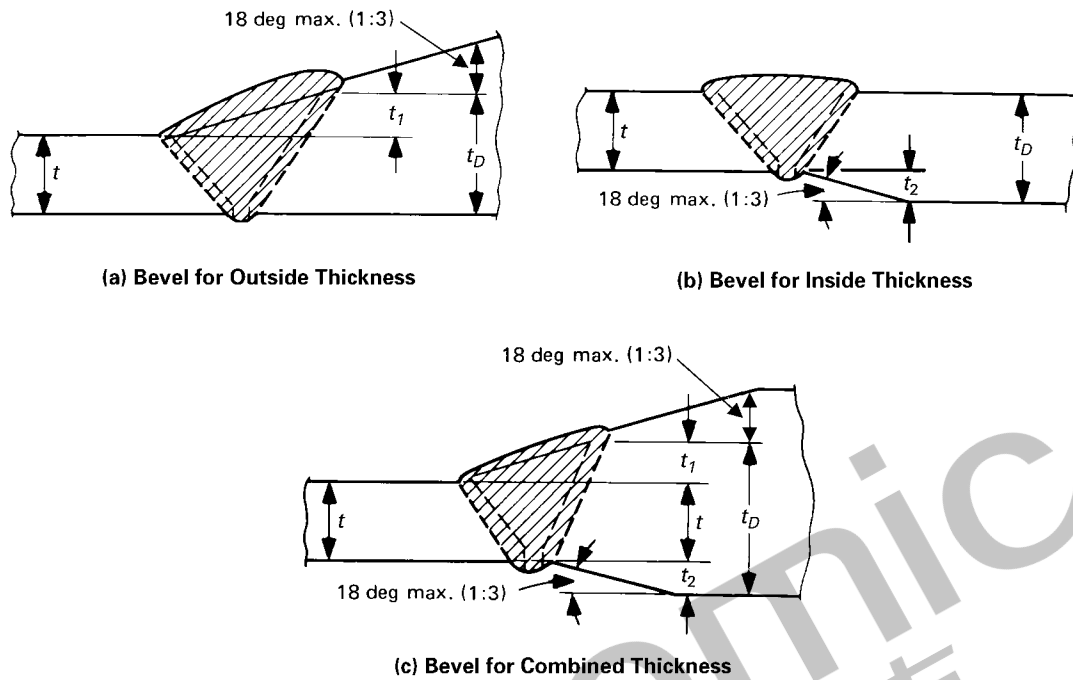 18 deg max. (1:3)
t
t1
tD
(a) Bevel for Outside Thickness
t
18 deg max. (1:3)
t2
tD
(b) Bevel for Inside Thickness
18 deg max. (1:3)
t
t1
t
tD
t2
18 deg max. (1:3)
(c) Bevel for Combined Thickness